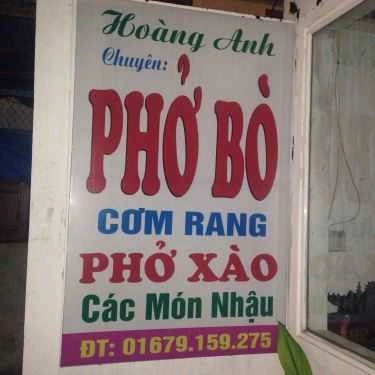 Hoàng Anh
Chuyên:
PHỞ BÒ
CƠM RANG
PHỞ XÀO
Các Món Nhậu
ĐT: 01679.159.275